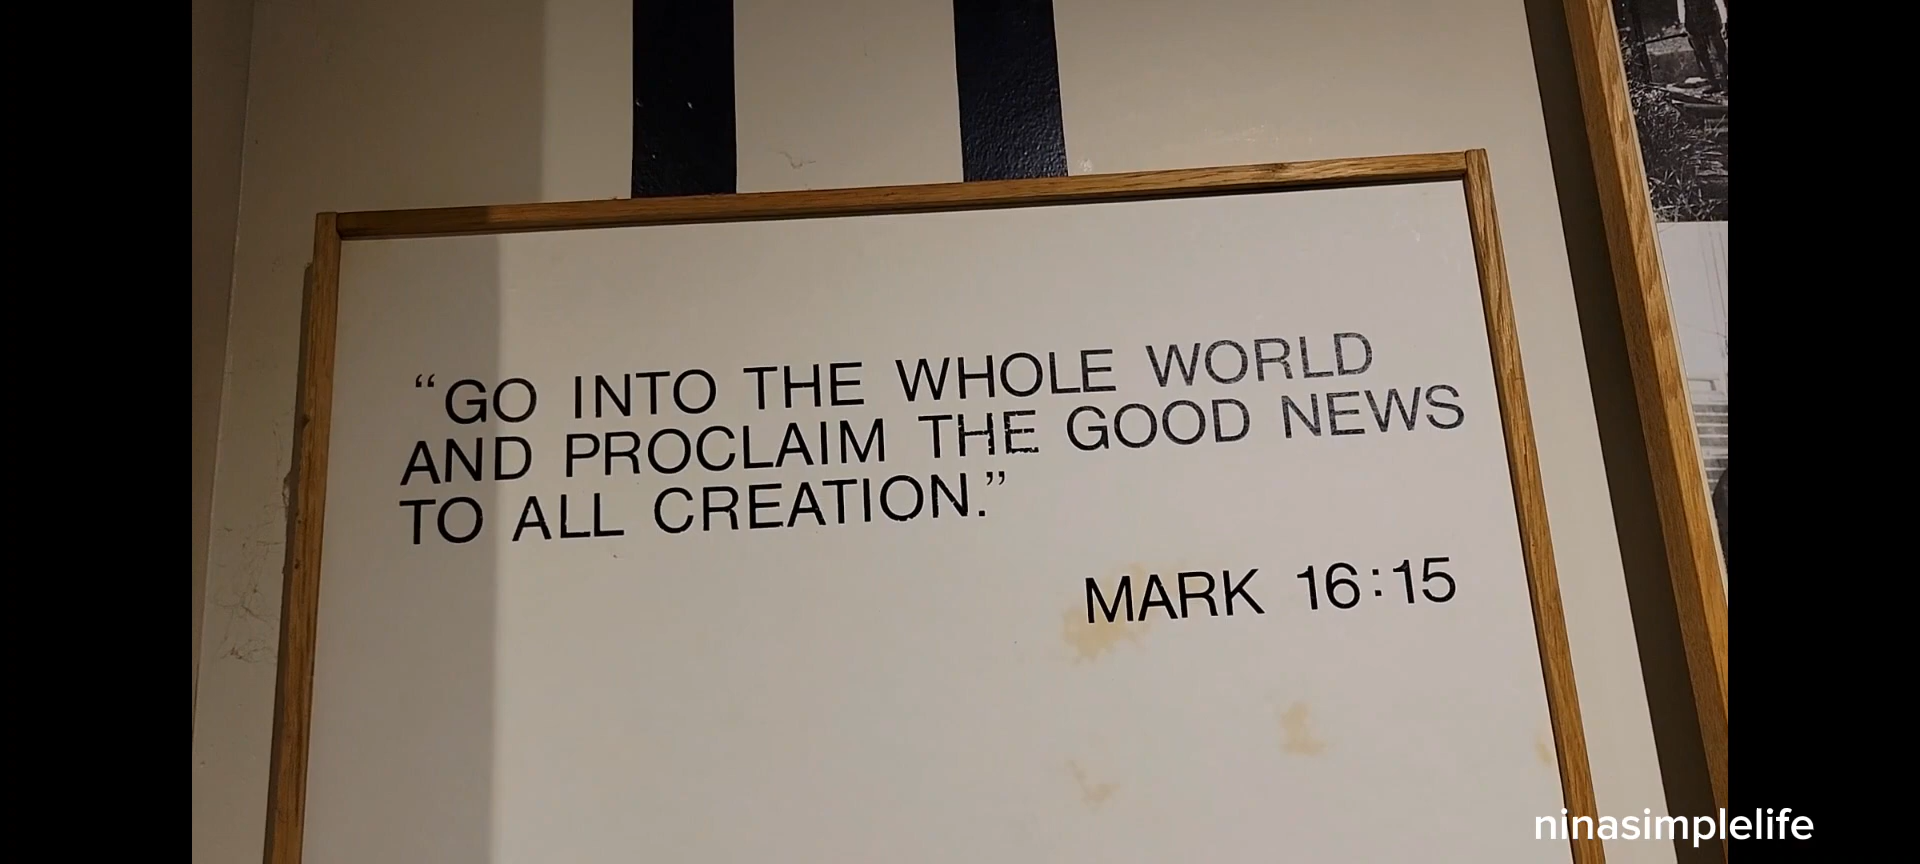 “GO INTO THE WHOLE WORLD
AND PROCLAIM THE GOOD NEWS
TO ALL CREATION.”
MARK 16:15
ninasimplelife